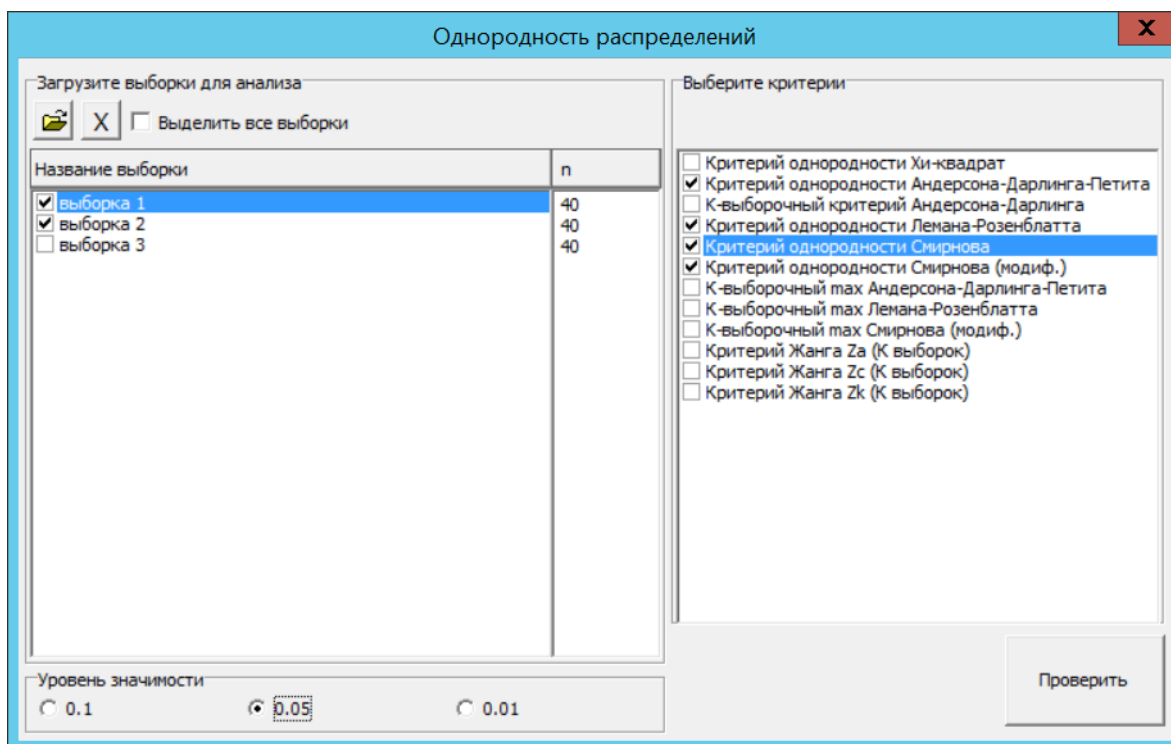 Однородность распределений
X
Загрузите выборки для анализа
X Выделить все выборки
Название выборки n
выборка 1 40
выборка 2 40
выборка 3 40
Уровень значимости
0.1 0.05 0.01
Выберите критерии
Критерий однородности Хи-квадрат
Критерий однородности Андерсона-Дарлинга-Петита
К-выборочный критерий Андерсона-Дарлинга
Критерий однородности Лемана-Розенблатта
Критерий однородности Смирнова
Критерий однородности Смирнова (модиф.)
К-выборочный max Андерсона-Дарлинга-Петита
К-выборочный max Лемана-Розенблатта
К-выборочный max Смирнова (модиф.)
Критерий Жанга Za (К выборок)
Критерий Жанга Zc (К выборок)
Критерий Жанга Zk (К выборок)
Проверить